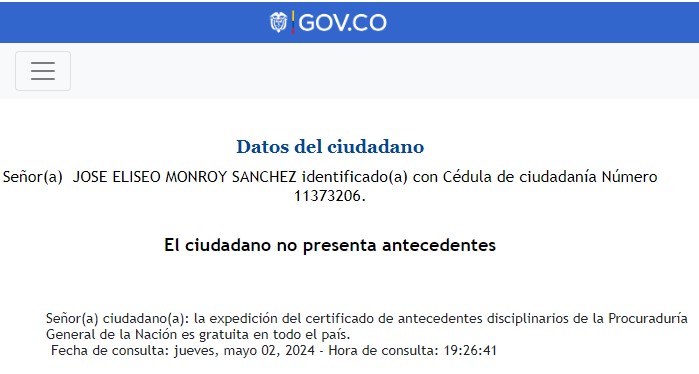 GOV.CO
Datos del ciudadano
Señor(a) JOSE ELISEO MONROY SANCHEZ identificado(a) con Cédula de ciudadanía Número
11373206.
El ciudadano no presenta antecedentes
Señor(a) ciudadano(a): la expedición del certificado de antecedentes disciplinarios de la Procuraduría
General de la Nación es gratuita en todo el país.
Fecha de consulta: jueves, mayo 02, 2024 - Hora de consulta: 19:26:41